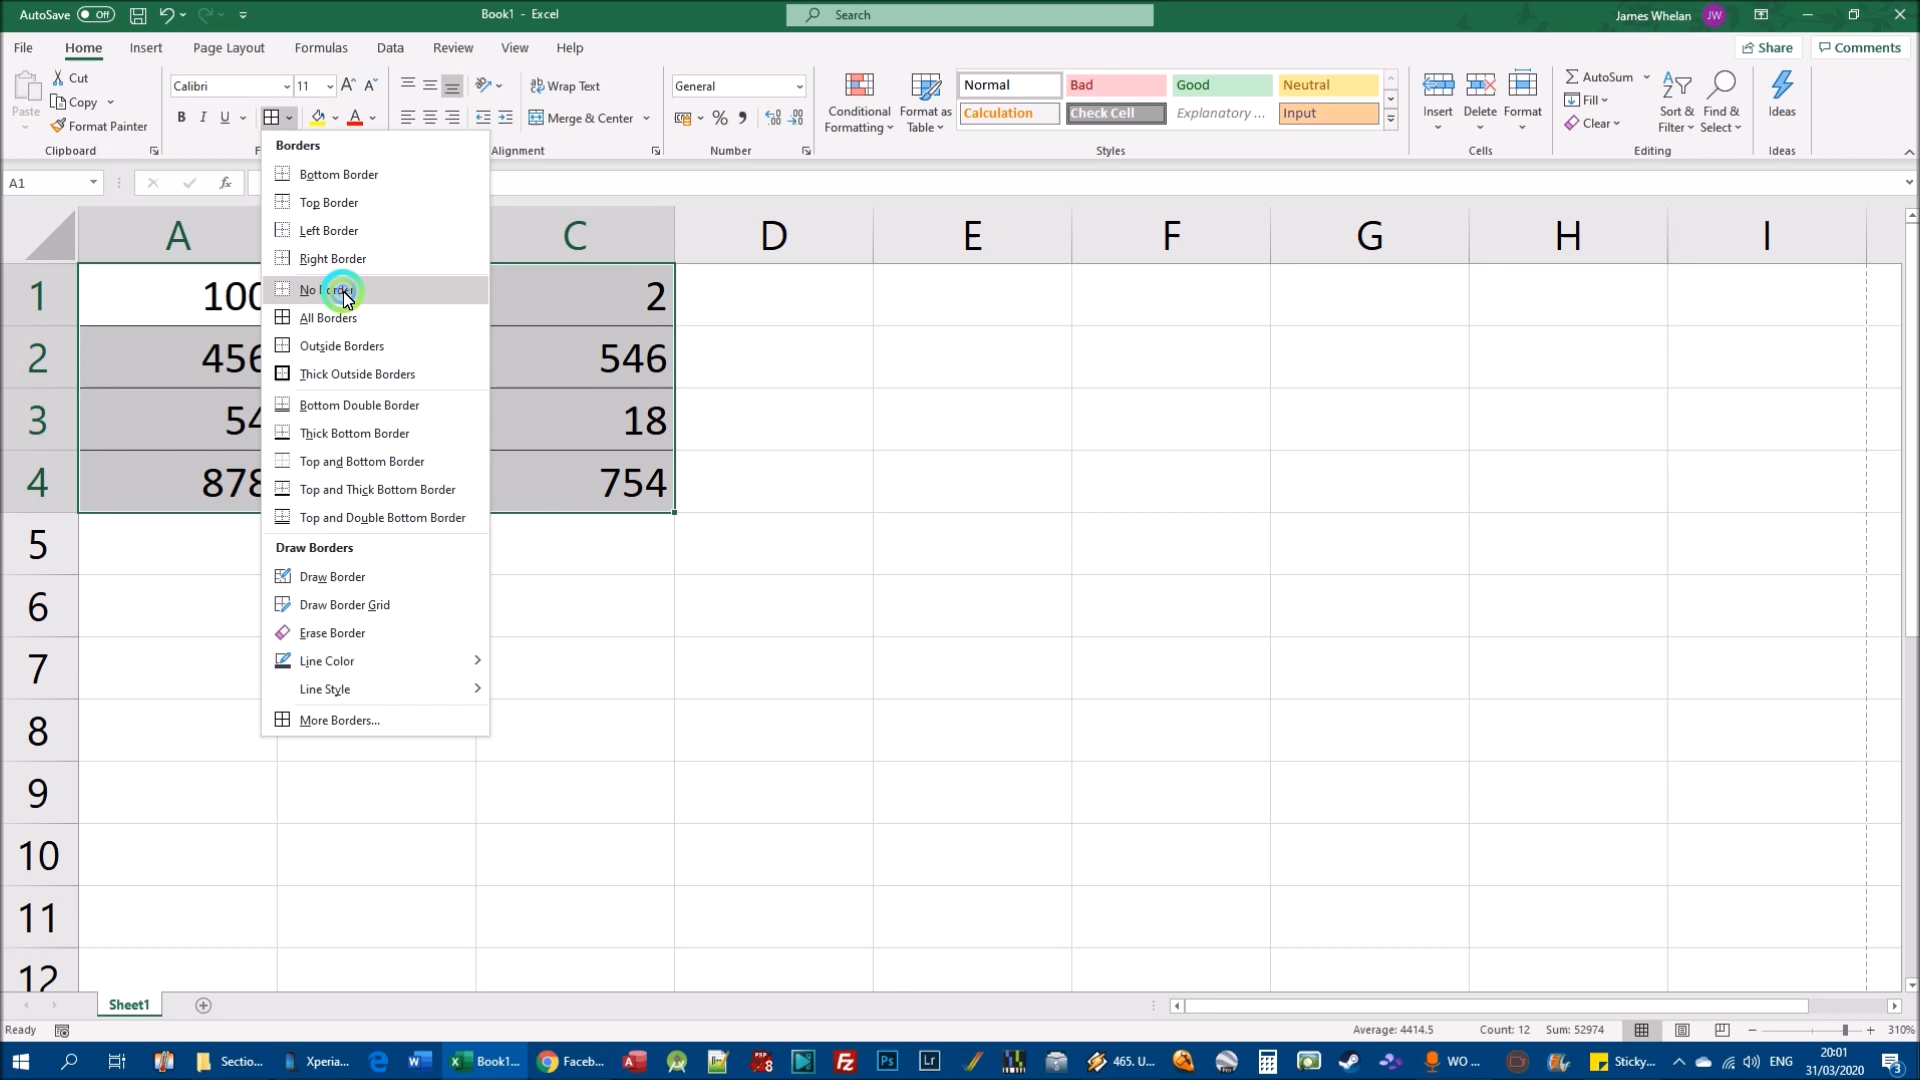 AutoSave Off
Book1 - Excel
Search
James Whelan JW
File Home Insert Page Layout Formulas Data Review View Help
Share Comments
Paste
Cut
Copy
Format Painter
Clipboard
Calibri 11
B I U
F
Wrap Text
Merge & Center
Alignment
General
%
Number
Conditional Formatting
Format as Table
Normal Bad Good Neutral
Calculation Check Cell Explanatory ... Input
Styles
Insert Delete Format
Cells
AutoSum
Fill
Clear
Sort & Filter
Find & Select
Editing
Ideas
Ideas
A1
fx
Borders
Bottom Border
Top Border
Left Border
Right Border
No Border
All Borders
Outside Borders
Thick Outside Borders
Bottom Double Border
Thick Bottom Border
Top and Bottom Border
Top and Thick Bottom Border
Top and Double Bottom Border
Draw Borders
Draw Border
Draw Border Grid
Erase Border
Line Color
Line Style
More Borders...
A C D E F G H I
1 100 2
2 456 546
3 54 18
4 878 754
5
6
7
8
9
10
11
12
Sheet1
Ready
Average: 4414.5 Count: 12 Sum: 52974
310%
Sectio...
Xperia...
Book1...
Faceb...
Lr
465. U...
WO ...
Sticky...
ENG
20:01
31/03/2020
3